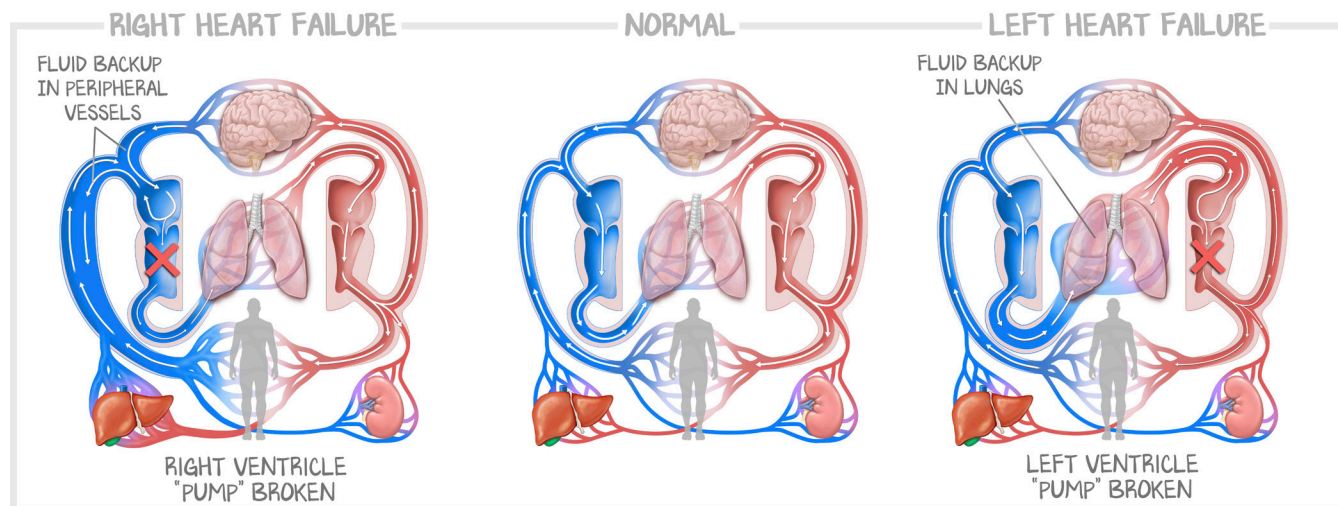 RIGHT HEART FAILURE
NORMAL
LEFT HEART FAILURE
FLUID BACKUP
IN PERIPHERAL
VESSELS
FLUID BACKUP
IN LUNGS
RIGHT VENTRICLE
"PUMP" BROKEN
LEFT VENTRICLE
"PUMP" BROKEN